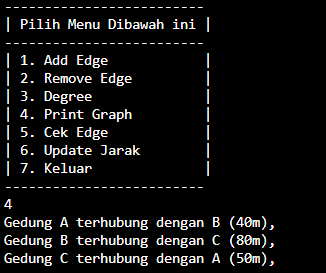 --------------------------
| Pilih Menu Dibawah ini |
--------------------------
| 1. Add Edge            |
| 2. Remove Edge         |
| 3. Degree              |
| 4. Print Graph         |
| 5. Cek Edge            |
| 6. Update Jarak        |
| 7. Keluar              |
--------------------------
4
Gedung A terhubung dengan B (40m),
Gedung B terhubung dengan C (80m),
Gedung C terhubung dengan A (50m),